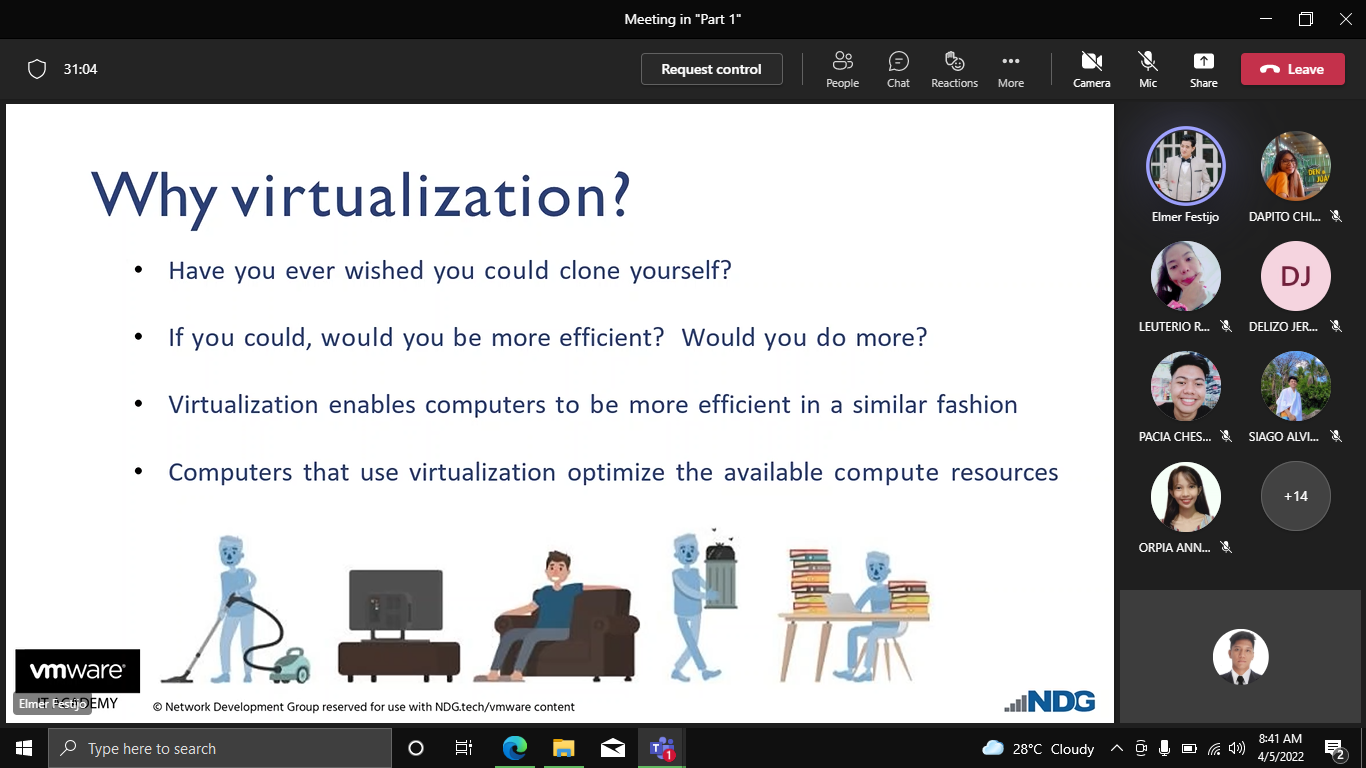 Meeting in "Part 1"
31:04
Request control
People
Chat
Reactions
More
Camera
Mic
Share
Leave
Why virtualization?
• Have you ever wished you could clone yourself?
• If you could, would you be more efficient? Would you do more?
• Virtualization enables computers to be more efficient in a similar fashion
• Computers that use virtualization optimize the available compute resources
vmware®
ACADEMY
Elmer Festijo
© Network Development Group reserved for use with NDG.tech/vmware content
NDG
Elmer Festijo
DAPITO CHI...
LEUTERIO R...
DJ
DELIZO JER...
PACIA CHES...
SIAGO ALVI...
ORPIA ANN...
+14
Type here to search
1
28°C Cloudy
8:41 AM
4/5/2022
2